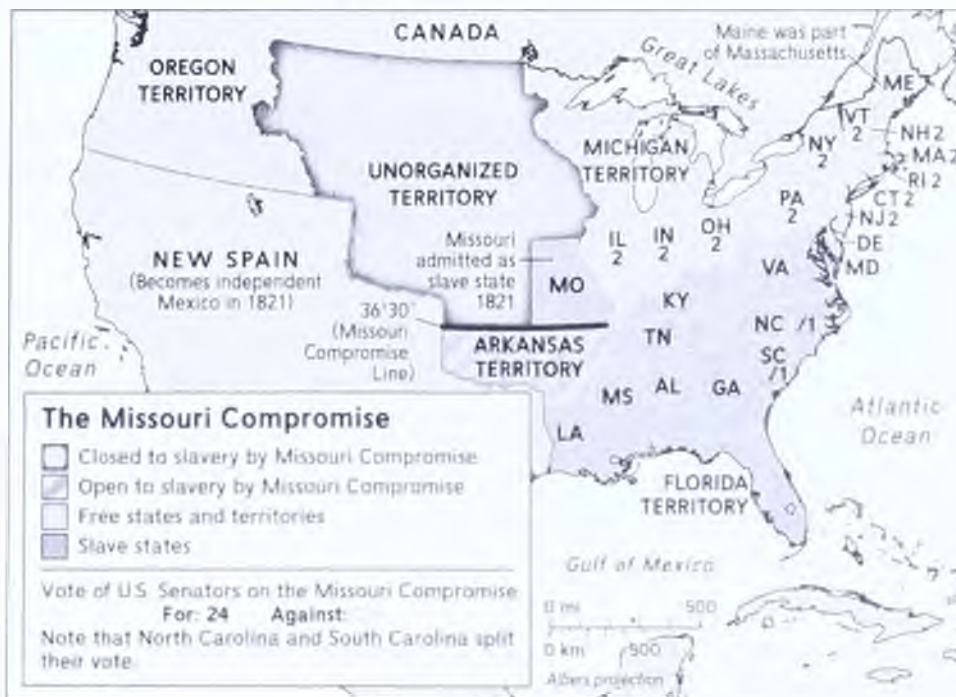 CANADA
Maine was part
of Massachusetts
Great Lakes
OREGON
TERRITORY
ME
VT
2
NH 2
MA 2
NY
2
RI 2
CT 2
MICHIGAN
TERRITORY
UNORGANIZED
TERRITORY
PA
2
NJ 2
DE
MD
OH
2
IN
2
IL
2
Missouri
admitted as
slave state
1821
NEW SPAIN
(Becomes independent
Mexico in 1821)
MO
VA
KY
36°30'
(Missouri
Compromise
Line)
NC /1
TN
Pacific
Ocean
ARKANSAS
TERRITORY
SC
/1
MS
AL
GA
Atlantic
Ocean
LA
FLORIDA
TERRITORY
Gulf of Mexico
The Missouri Compromise
Closed to slavery by Missouri Compromise
Open to slavery by Missouri Compromise
Free states and territories
Slave states
Vote of U.S. Senators on the Missouri Compromise
For: 24 Against:
Note that North Carolina and South Carolina split
their vote.
0 mi 500
0 km 500
Albers projection